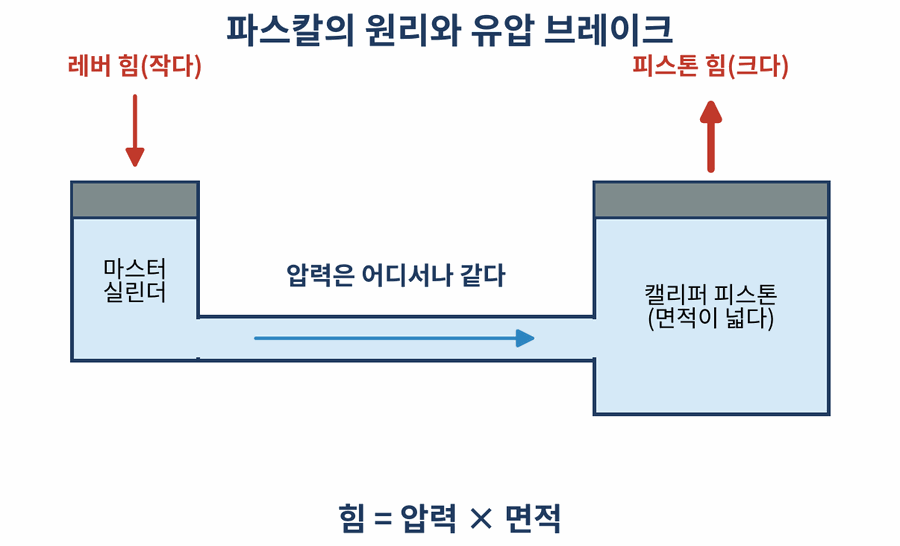 파스칼의 원리와 유압 브레이크
레버 힘(작다)
피스톤 힘(크다)
마스터
실린더
압력은 어디서나 같다
캘리퍼 피스톤
(면적이 넓다)
힘 = 압력 × 면적